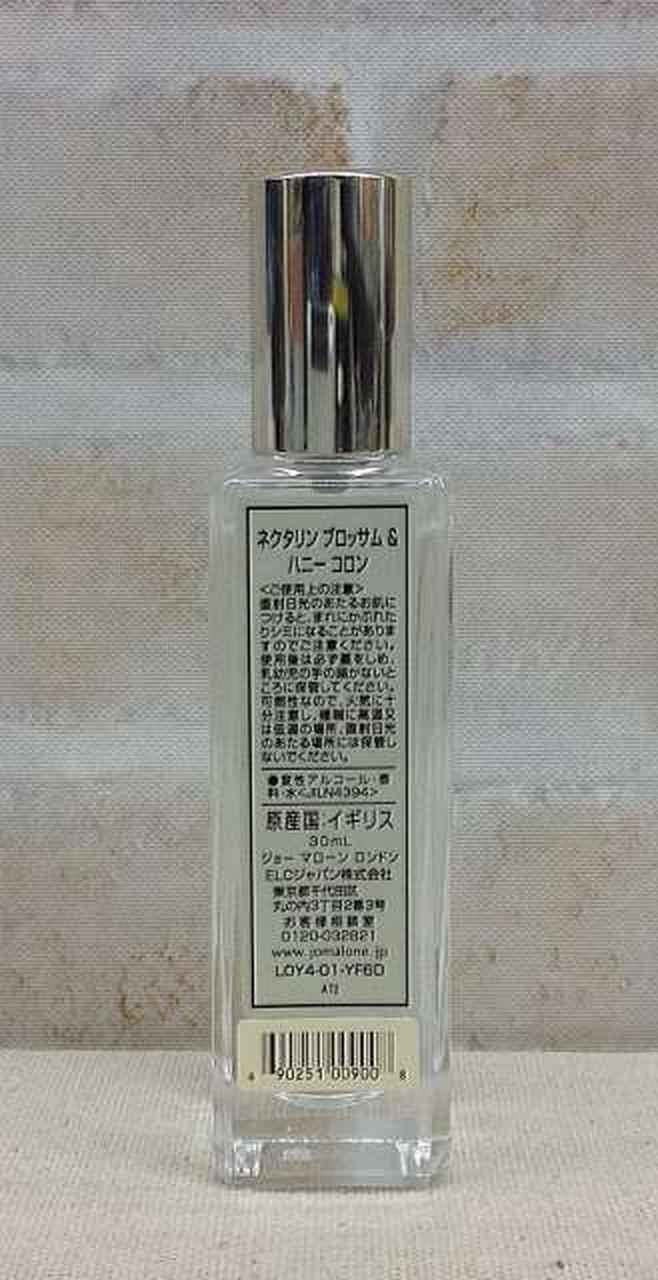 ネクタリン ブロッサム &
ハニー コロン
<ご使用上の注意>
直射日光のあたるお肌に
つけると、まれにかぶれた
りシミになることがありま
すのでご注意ください。
使用後は必ず蓋をしめ、
乳幼児の手の届かないと
ころに保管してください。
可燃性なので、火気に十
分注意し、極端に高温又
は低温の場所、直射日光
のあたる場所には保管し
ないでください。
●変性アルコール・香
料・水<JILN4394>
原産国:イギリス
30mL
ジョー マローン ロンドン
ELCジャパン株式会社
東京都千代田区
丸の内3丁目2番3号
お客様相談室
0120-032821
www.jomalone.jp
L0Y4-01-YF60
A72
6 90251 00900 8